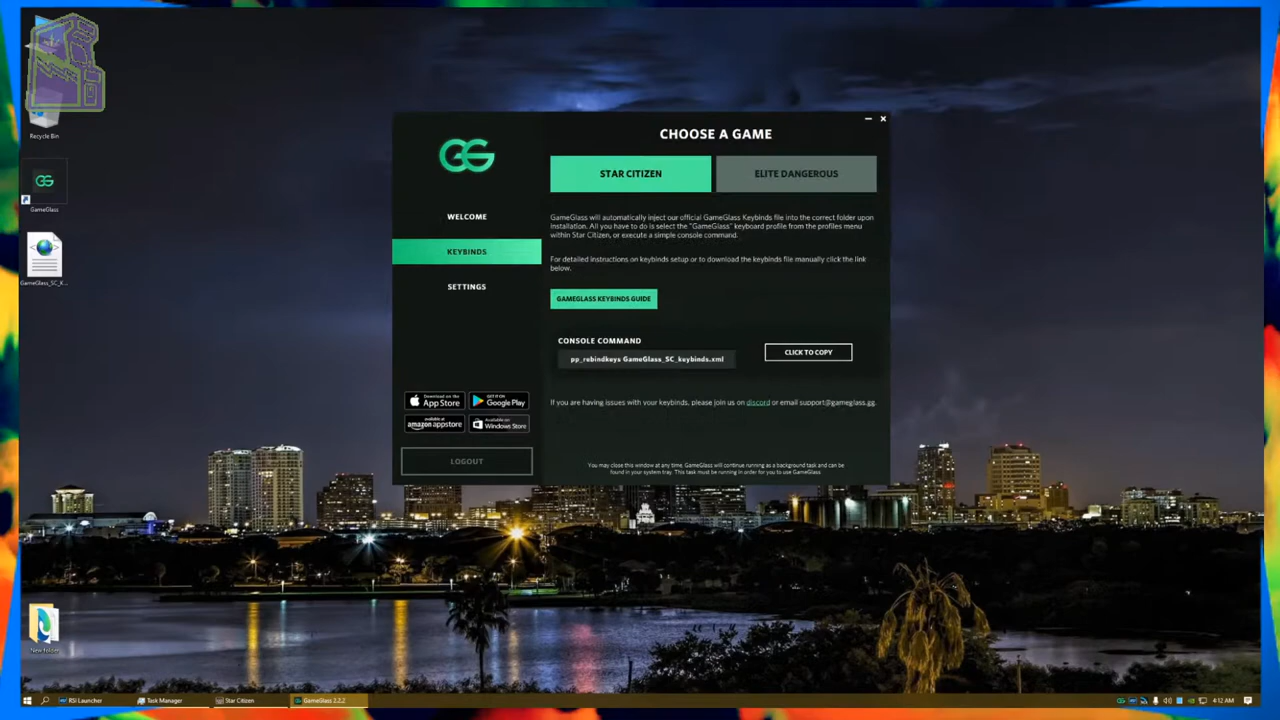 Recycle Bin
GameGlass
GameGlass_SC_K...
New folder
GG
WELCOME
KEYBINDS
SETTINGS
Download on the
App Store
GET IT ON
Google Play
available at
amazon appstore
Available on
Windows Store
LOGOUT
CHOOSE A GAME
STAR CITIZEN
ELITE DANGEROUS
GameGlass will automatically inject our official GameGlass Keybinds file into the correct folder upon
installation. All you have to do is select the "GameGlass" keyboard profile from the profiles menu
within Star Citizen, or execute a simple console command.
For detailed instructions on keybinds setup or to download the keybinds file manually click the link
below.
GAMEGLASS KEYBINDS GUIDE
CONSOLE COMMAND
pp_rebindkeys GameGlass_SC_keybinds.xml
CLICK TO COPY
If you are having issues with your keybinds, please join us on discord or email support@gameglass.gg.
You may close this window at any time, GameGlass will continue running as a background task and can be
found in your system tray. This task must be running in order for you to use GameGlass
RSI Launcher
Task Manager
Star Citizen
GameGlass 2.2.2
4:12 AM